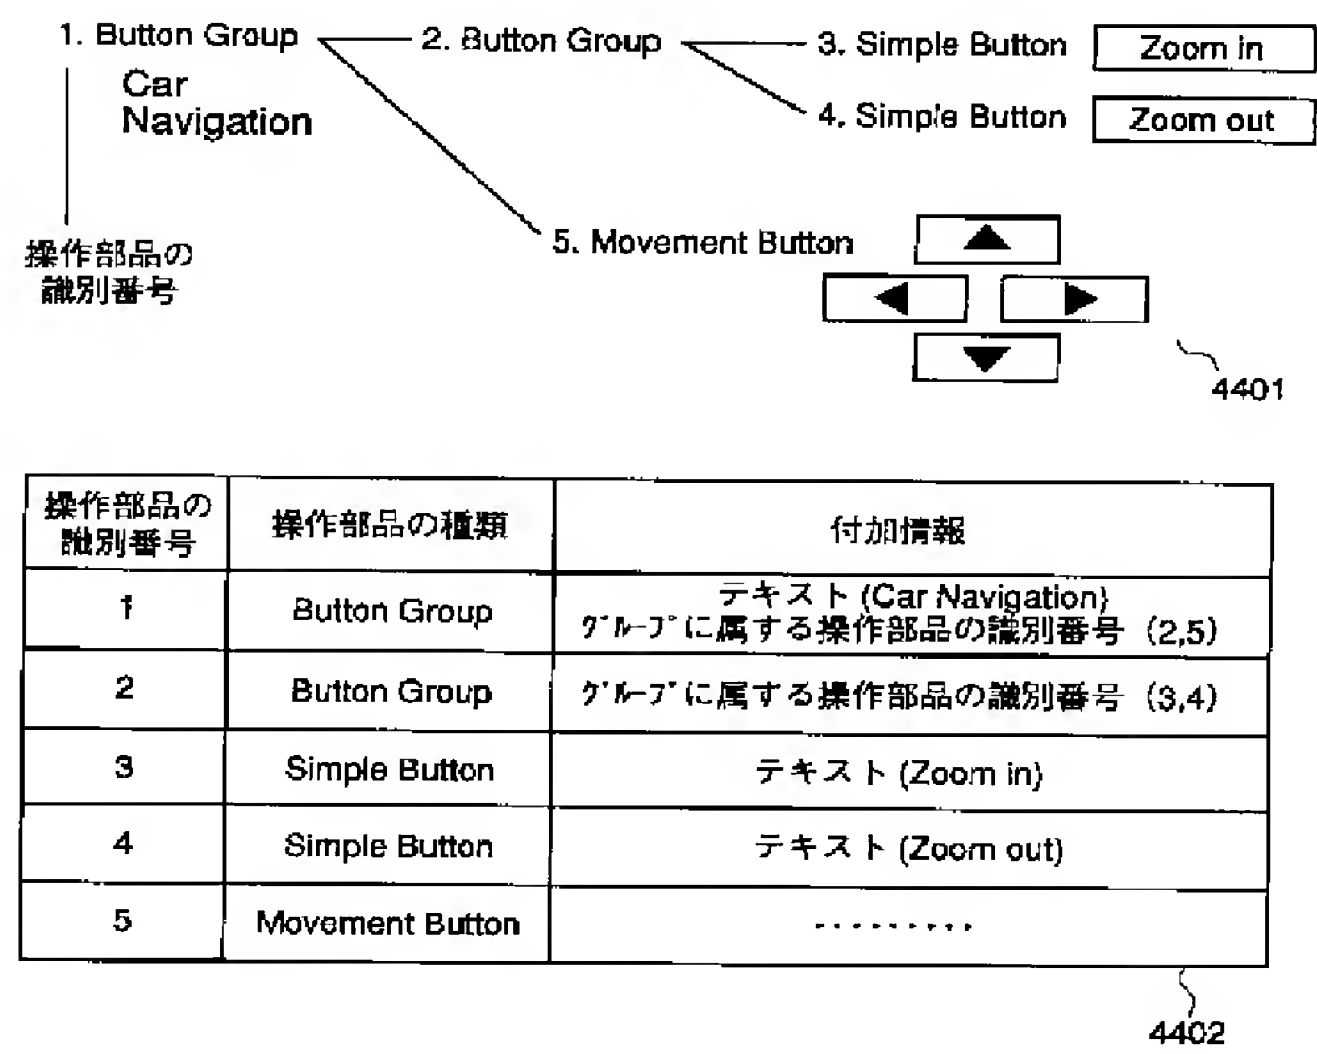 1. Button Group
2. Button Group
3. Simple Button
Zoom in
Car
Navigation
4. Simple Button
Zoom out
操作部品の
識別番号
5. Movement Button
4401
操作部品の
識別番号
操作部品の種類
付加情報
1
Button Group
テキスト (Car Navigation)
グループに属する操作部品の識別番号 (2,5)
2
Button Group
グループに属する操作部品の識別番号 (3,4)
3
Simple Button
テキスト (Zoom in)
4
Simple Button
テキスト (Zoom out)
5
Movement Button
·········
4402